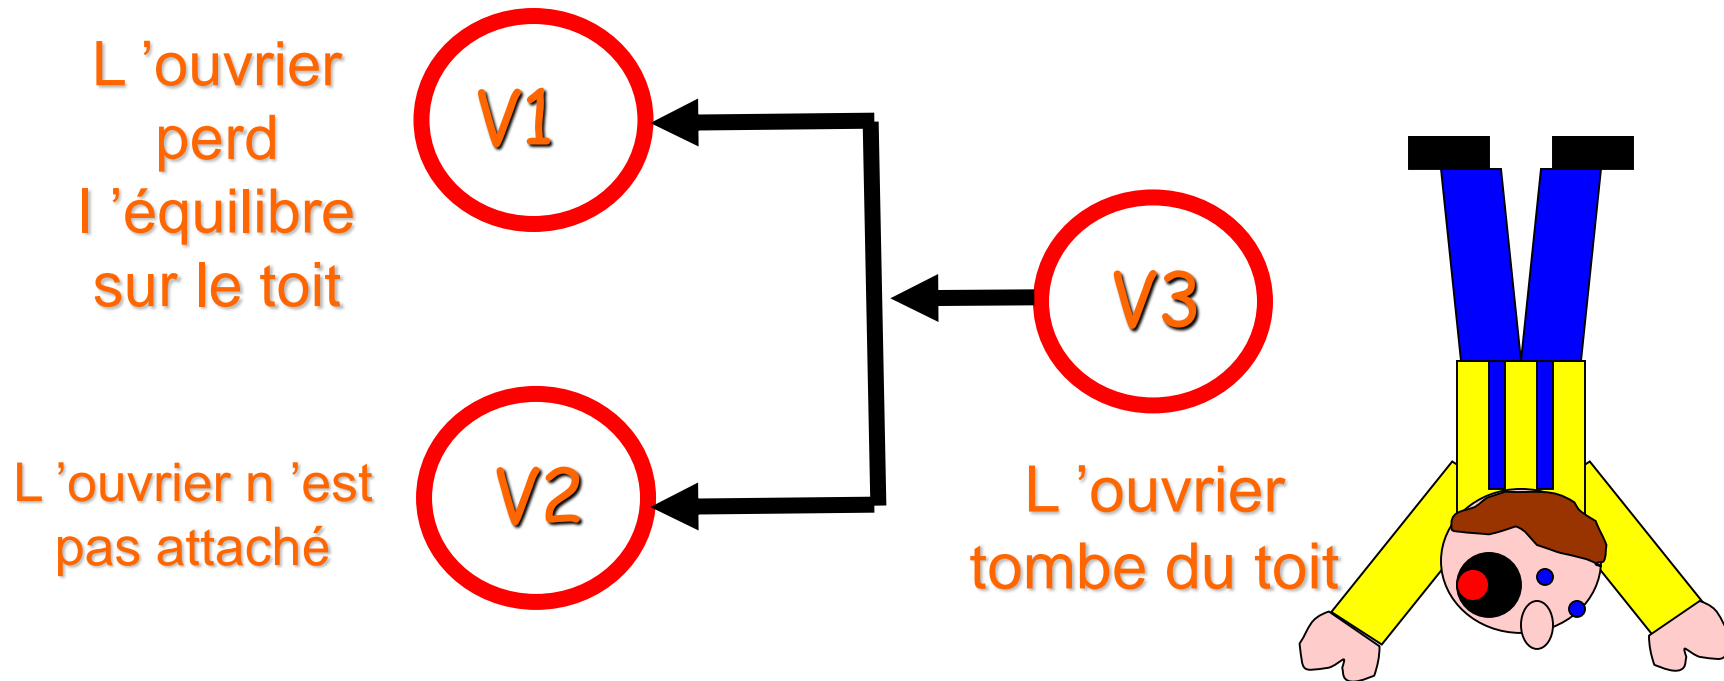 L ’ouvrier
perd
l ’équilibre
sur le toit
V1
V3
L ’ouvrier n ’est
pas attaché
V2
L ’ouvrier
tombe du toit